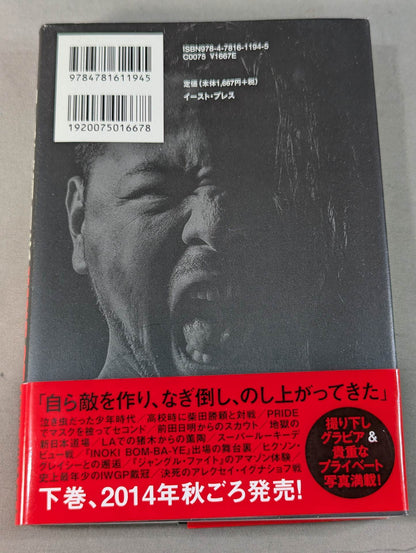 9784781611945
1920075016678
ISBN978-4-7816-1194-5
C0075 ¥1667E
定価(本体1,667円+税)
イースト・プレス
「自ら敵を作り、なぎ倒し、のし上がってきた」
泣き虫だった少年時代/高校時に柴田勝頼と対戦/PRIDE
でマスクを被ってセコンド/前田日明からのスカウト/地獄の
新日本道場/LAでの猪木からの薫陶/スーパールーキーデ
ビュー戦/「INOKI BOM-BA-YE」出場の舞台裏/ヒクソン・
グレイシーとの邂逅/『ジャングル・ファイト』のアマゾン体験/
史上最年少のIWGP戴冠/決死のアレクセイ・イグナショフ戦
下巻、2014年秋ごろ発売!
撮り下し
グラビア&
貴重な
プライベート
写真満載!